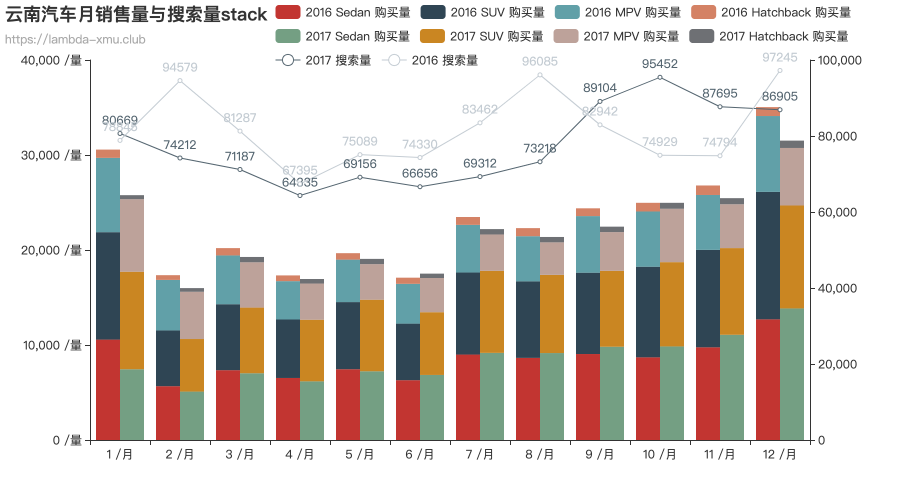 云南汽车月销售量与搜索量stack
https://lambda-xmu.club
2016 Sedan 购买量 2016 SUV 购买量 2016 MPV 购买量 2016 Hatchback 购买量
2017 Sedan 购买量 2017 SUV 购买量 2017 MPV 购买量 2017 Hatchback 购买量
2017 搜索量 2016 搜索量
40,000 /量
30,000 /量
20,000 /量
10,000 /量
0 /量
100,000
80,000
60,000
40,000
20,000
0
94579
81287
67395
75089
74330
83462
96085
82942
74929
74794
97245
80669
74212
71187
64335
69156
66656
69312
73218
89104
95452
87695
86905
1 /月 2 /月 3 /月 4 /月 5 /月 6 /月 7 /月 8 /月 9 /月 10 /月 11 /月 12 /月